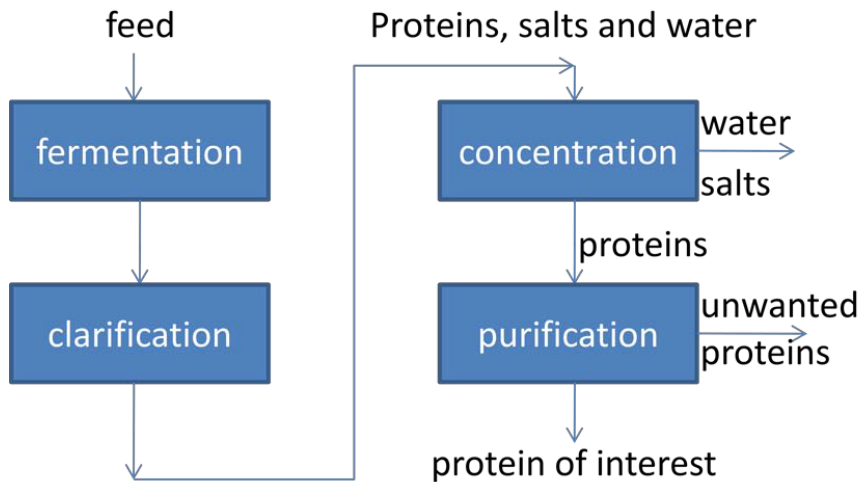 feed
fermentation
clarification
Proteins, salts and water
concentration
water
salts
proteins
purification
unwanted
proteins
protein of interest